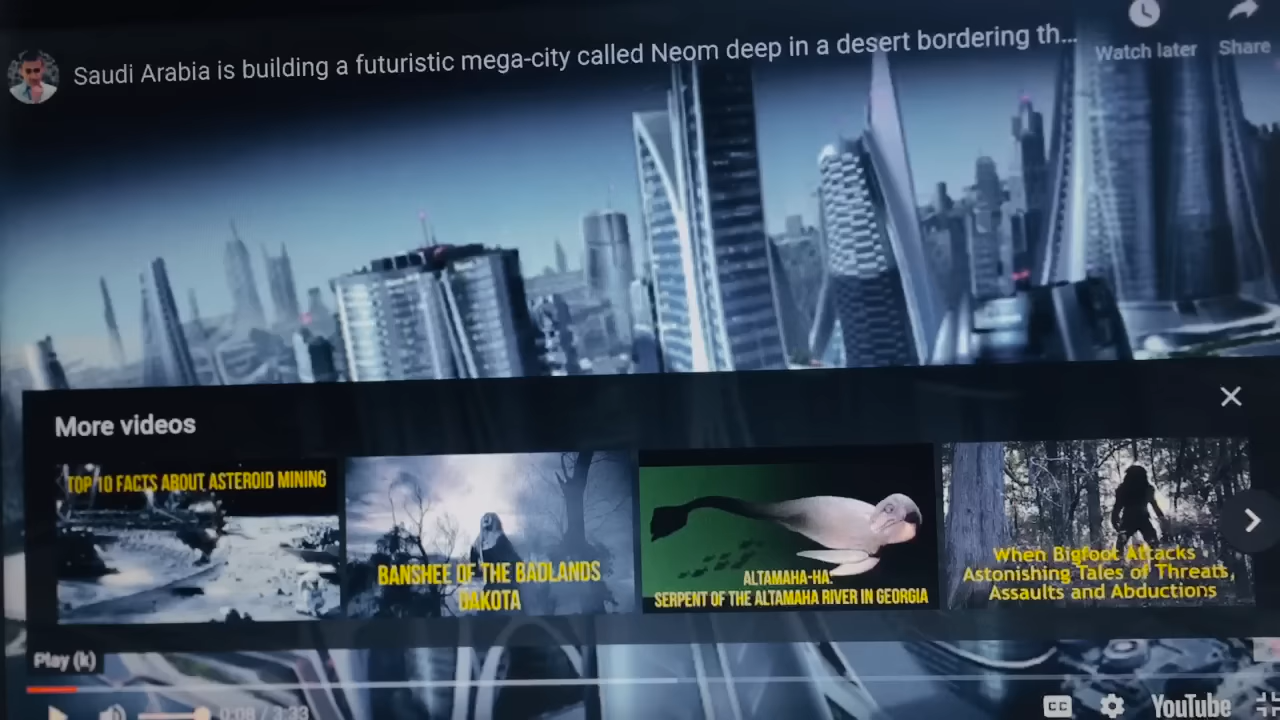 Saudi Arabia is building a futuristic mega-city called Neom deep in a desert bordering th...
Watch later
Share
More videos
TOP 10 FACTS ABOUT ASTEROID MINING
BANSHEE OF THE BADLANDS
DAKOTA
ALTAMAHA-HA:
SERPENT OF THE ALTAMAHA RIVER IN GEORGIA
When Bigfoot Attacks
Astonishing Tales of Threats,
Assaults and Abductions
Play (k)
0:08 / 3:33
CC
YouTube